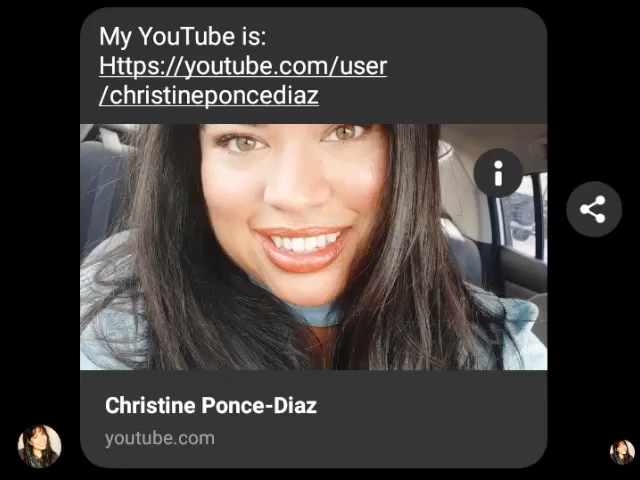 My YouTube is:
Https://youtube.com/user
/christineponcediaz
Christine Ponce-Diaz
youtube.com